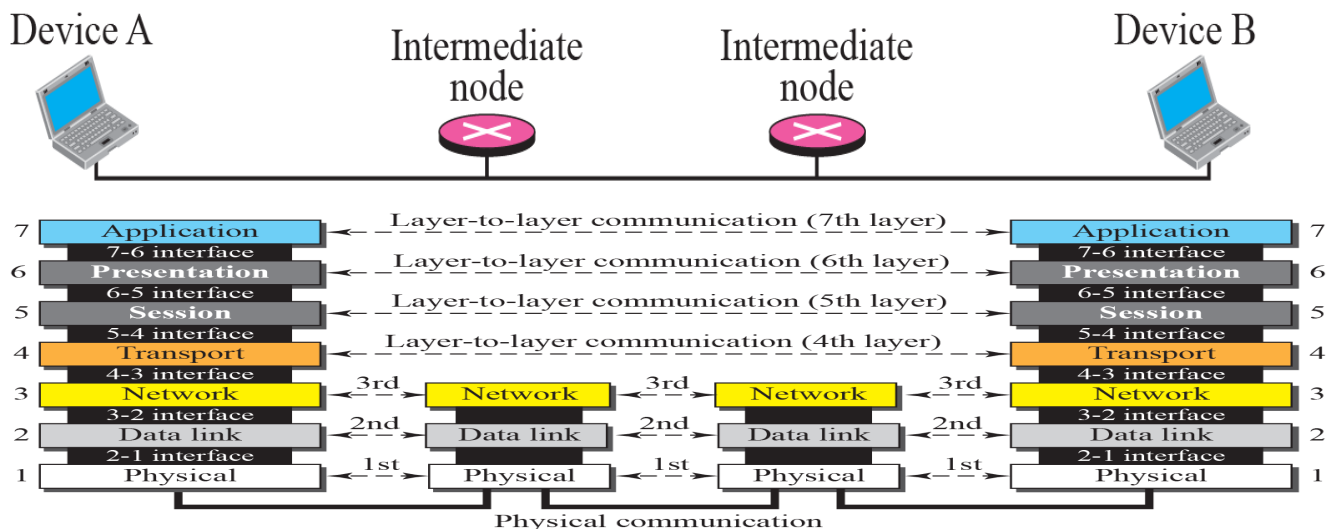 Device A
Intermediate
node
Intermediate
node
Device B
7 Application Layer-to-layer communication (7th layer) Application 7
7-6 interface 7-6 interface
6 Presentation Layer-to-layer communication (6th layer) Presentation 6
6-5 interface 6-5 interface
5 Session Layer-to-layer communication (5th layer) Session 5
5-4 interface 5-4 interface
4 Transport Layer-to-layer communication (4th layer) Transport 4
4-3 interface 4-3 interface
3 Network 3rd Network 3rd Network 3rd Network 3
3-2 interface 3-2 interface
2 Data link 2nd Data link 2nd Data link 2nd Data link 2
2-1 interface 2-1 interface
1 Physical 1st Physical 1st Physical 1st Physical 1
Physical communication